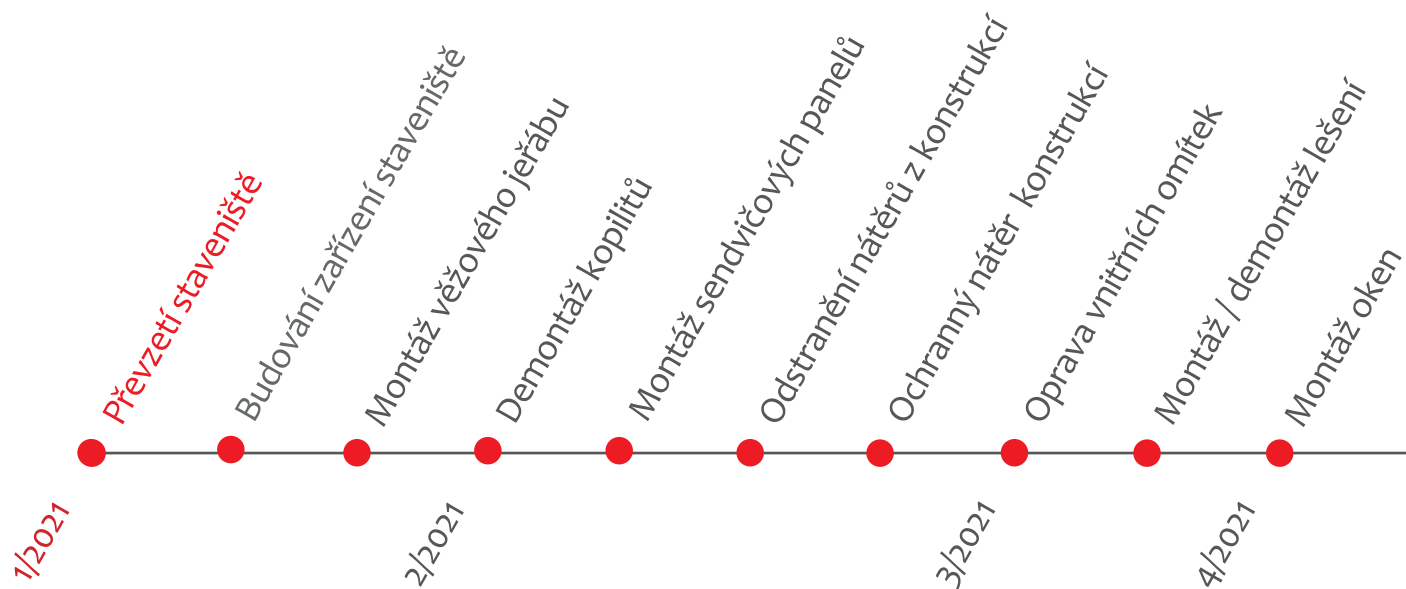 Převzetí staveniště
Budování zařízení staveniště
Montáž věžového jeřábu
Demontáž kopilitů
Montáž sendvičových panelů
Odstranění nátěrů z konstrukcí
Ochranný nátěr konstrukcí
Oprava vnitřních omítek
Montáž / demontáž lešení
Montáž oken
1/2021
2/2021
3/2021
4/2021